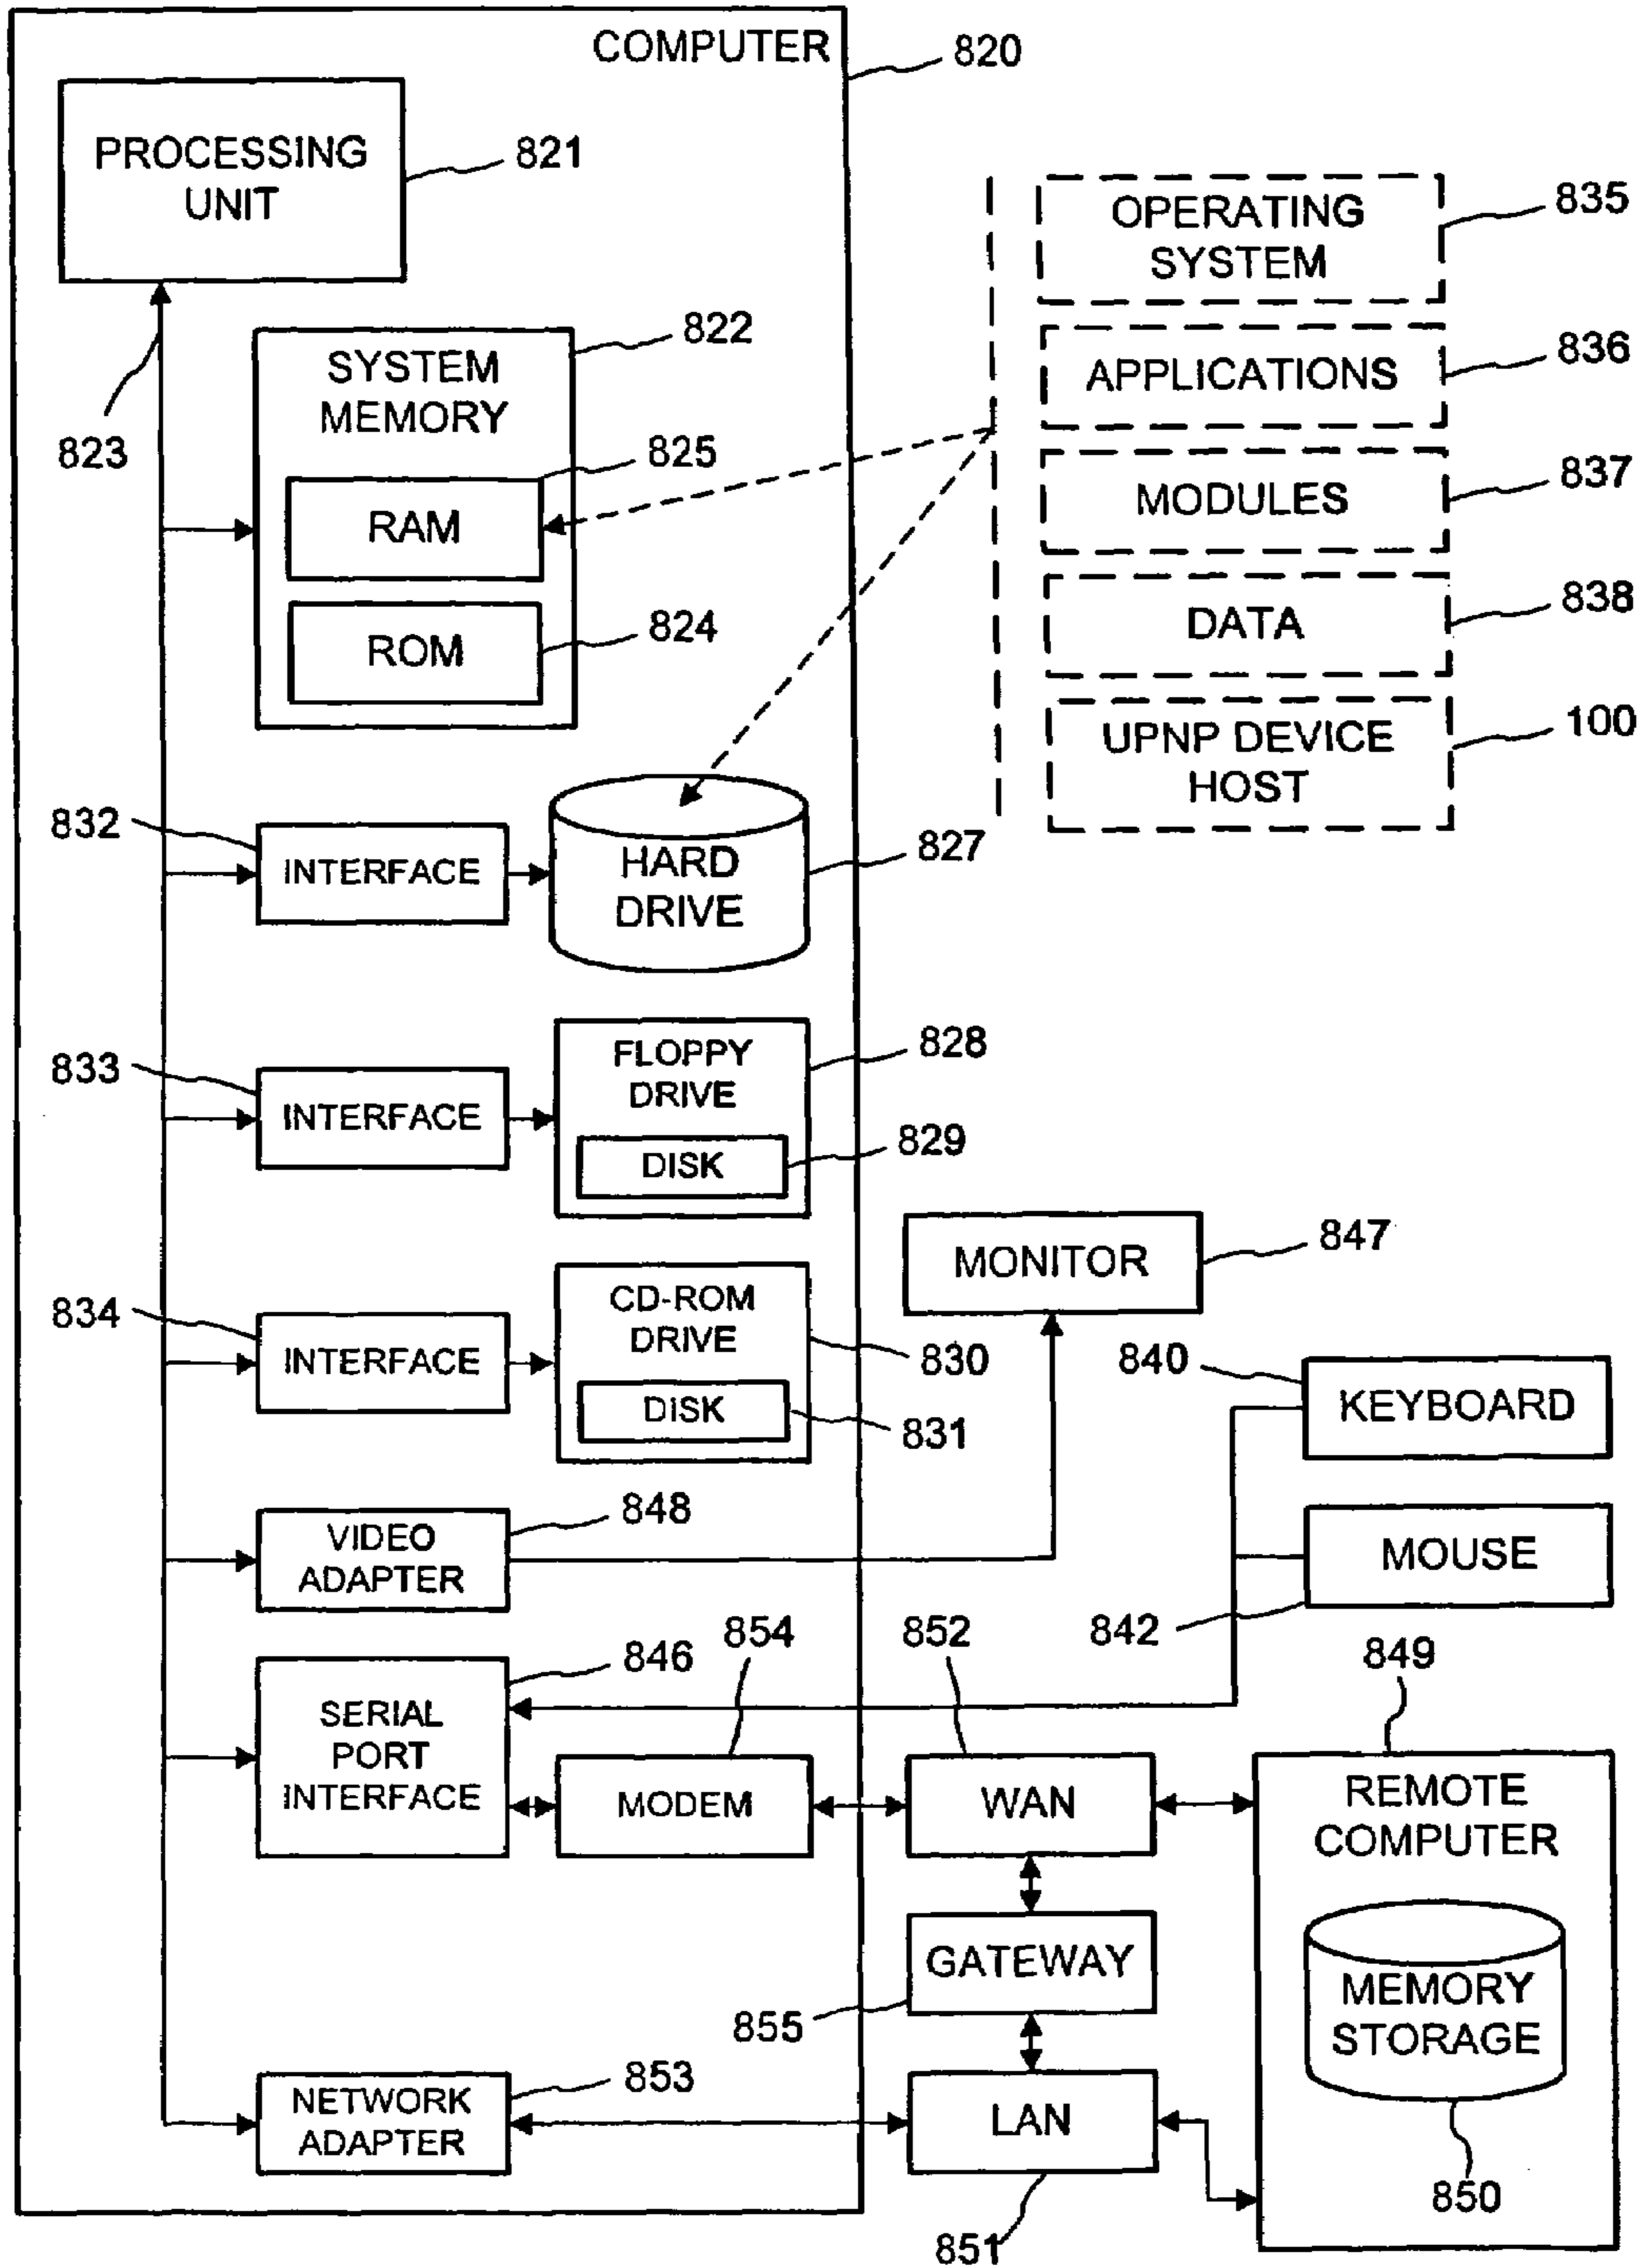 COMPUTER
820
PROCESSING
UNIT
821
823
SYSTEM
MEMORY
822
RAM
825
ROM
824
OPERATING
SYSTEM
835
APPLICATIONS
836
MODULES
837
DATA
838
UPNP DEVICE
HOST
100
832
INTERFACE
HARD
DRIVE
827
833
INTERFACE
FLOPPY
DRIVE
828
DISK
829
834
INTERFACE
CD-ROM
DRIVE
830
DISK
831
MONITOR
847
840
KEYBOARD
MOUSE
842
VIDEO
ADAPTER
848
SERIAL
PORT
INTERFACE
846
854
MODEM
852
WAN
849
REMOTE
COMPUTER
GATEWAY
855
MEMORY
STORAGE
850
NETWORK
ADAPTER
853
LAN
851